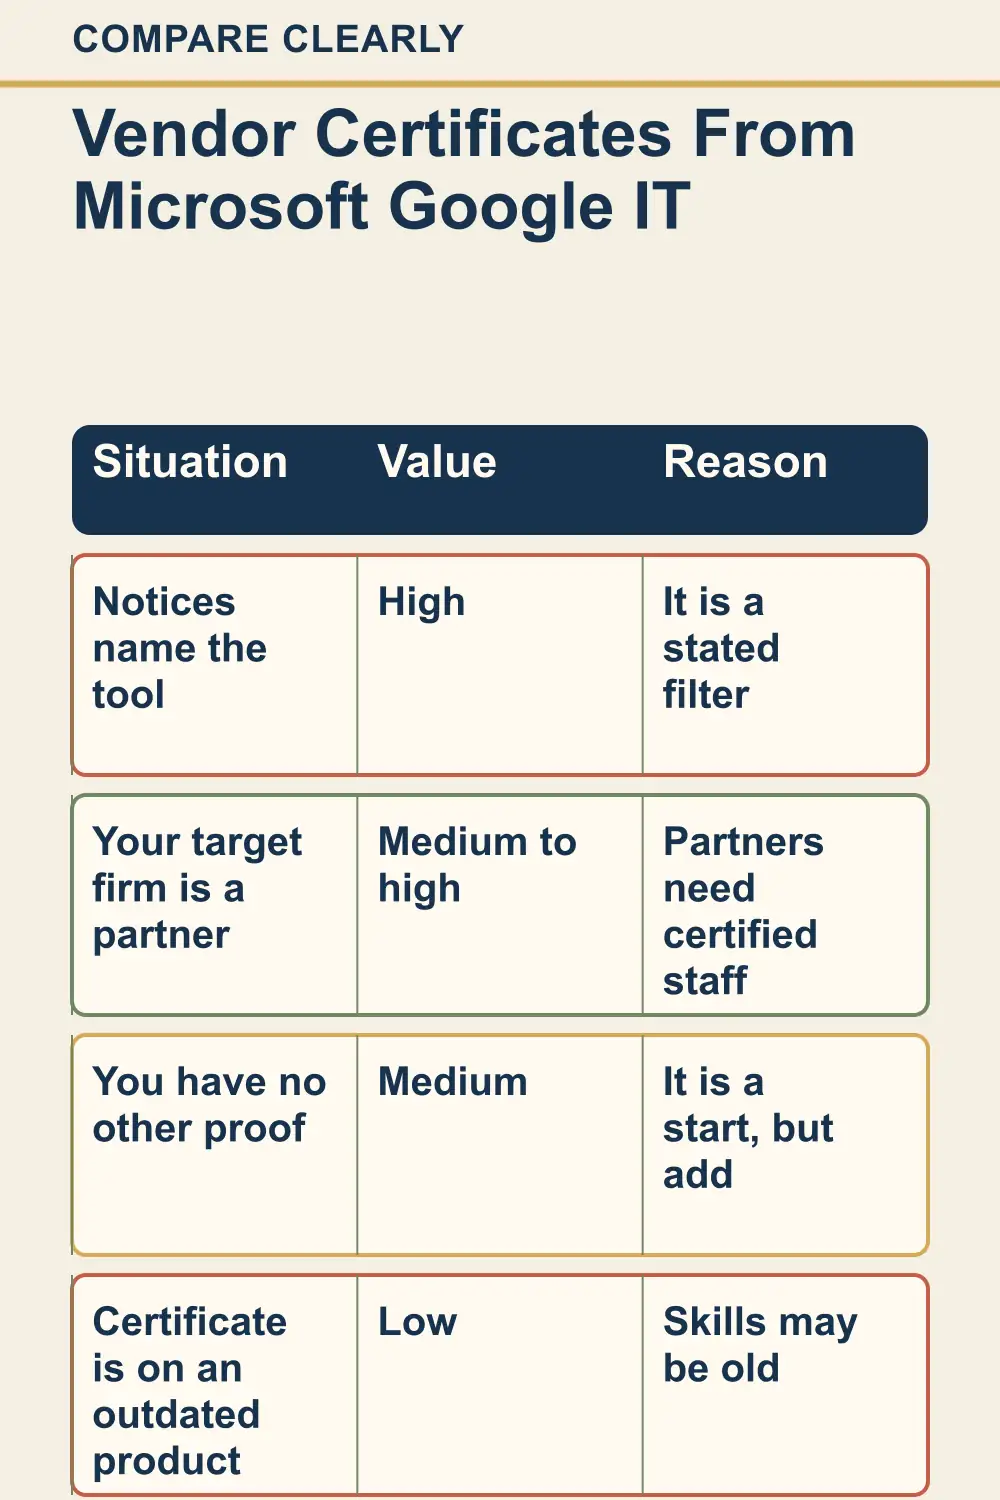 COMPARE CLEARLY
Vendor Certificates From
Microsoft Google IT
Situation
Value
Reason
Notices
name the
tool
High
It is a
stated
filter
Your target
firm is a
partner
Medium to
high
Partners
need
certified
staff
You have no
other proof
Medium
It is a
start, but
add
Certificate
is on an
outdated
product
Low
Skills may
be old